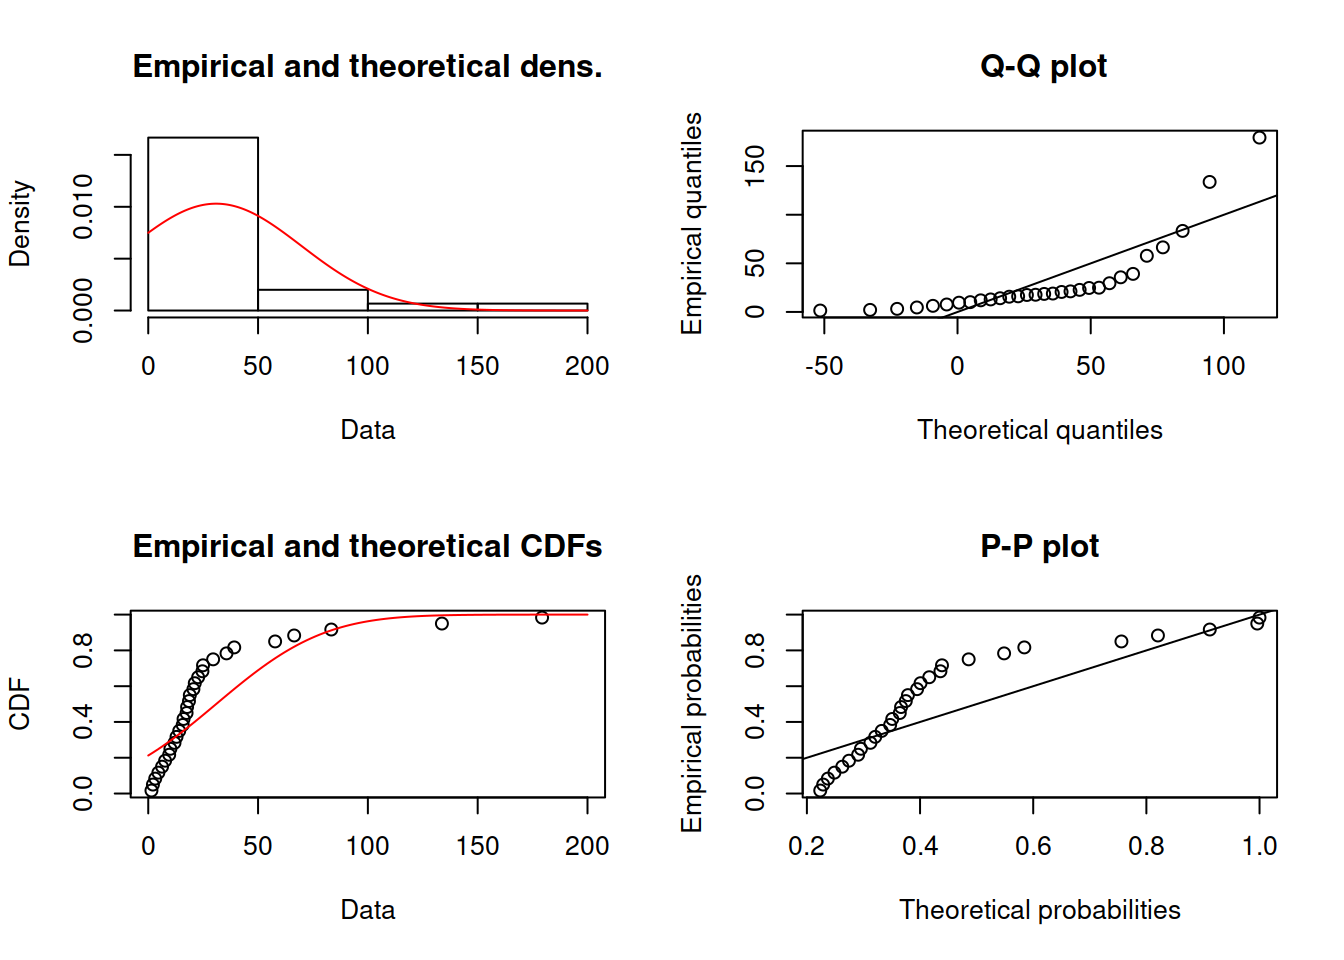 Empirical and theoretical dens.
Density
0.000 0.010
0 50 100 150 200
Data
Q-Q plot
Empirical quantiles
0 50 150
-50 0 50 100
Theoretical quantiles
Empirical and theoretical CDFs
CDF
0.0 0.4 0.8
0 50 100 150 200
Data
P-P plot
Empirical probabilities
0.0 0.4 0.8
0.2 0.4 0.6 0.8 1.0
Theoretical probabilities